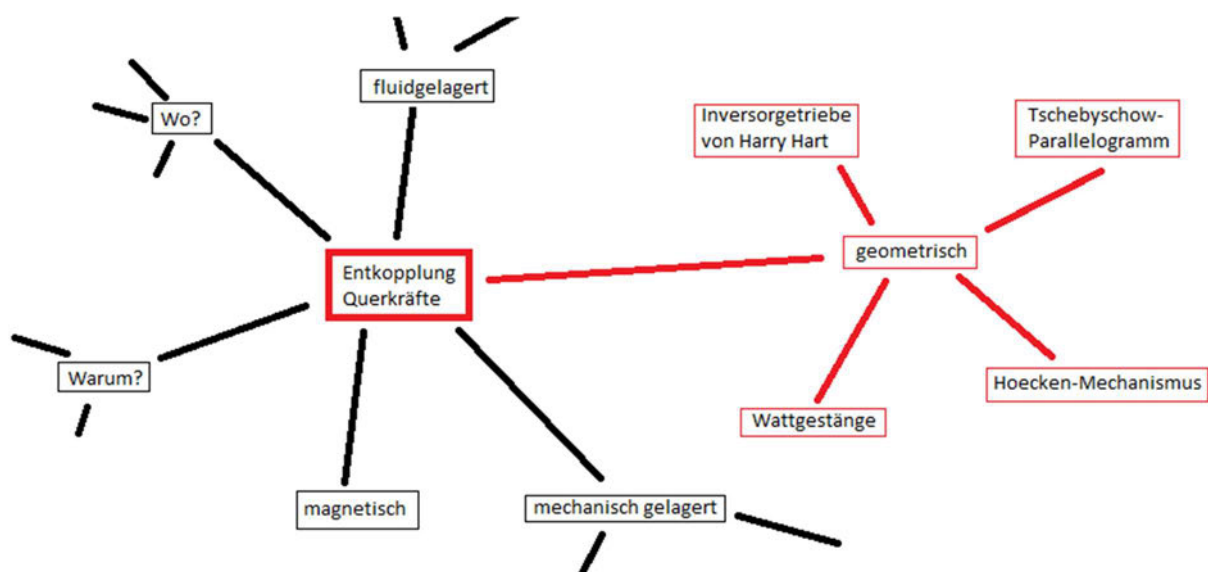 fluidgelagert
Wo?
Inversorgetriebe
von Harry Hart
Tschebyschow-
Parallelogramm
geometrisch
Entkopplung
Querkräfte
Warum?
Hoecken-Mechanismus
Wattgestänge
magnetisch
mechanisch gelagert